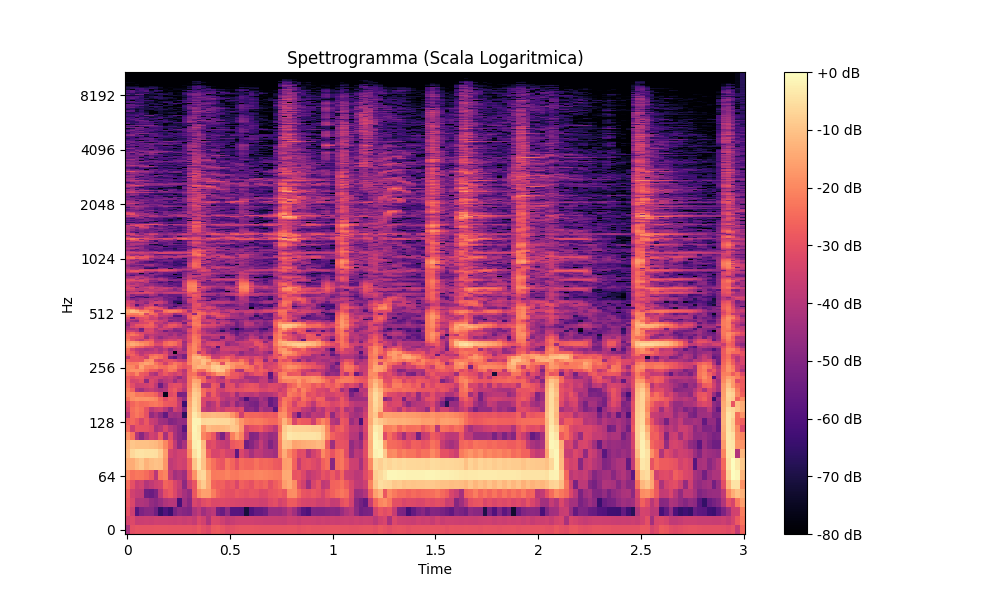 Spettrogramma (Scala Logaritmica)
Hz
8192
4096
2048
1024
512
256
128
64
0
0
0.5
1
1.5
2
2.5
3
Time
+0 dB
-10 dB
-20 dB
-30 dB
-40 dB
-50 dB
-60 dB
-70 dB
-80 dB